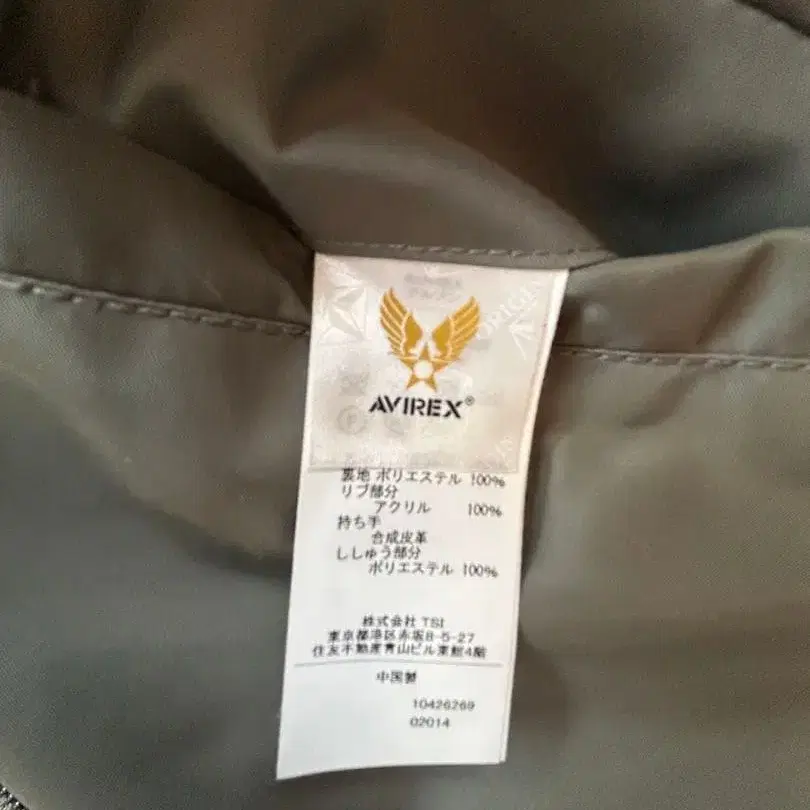 AVIREX®
裏地 ポリエステル 100%
リブ部分
アクリル 100%
持ち手
合成皮革
ししゅう部分
ポリエステル 100%
株式会社 TSI
東京都港区赤坂8-5-27
住友不動産青山ビル東館4階
中国製
10426269
02014